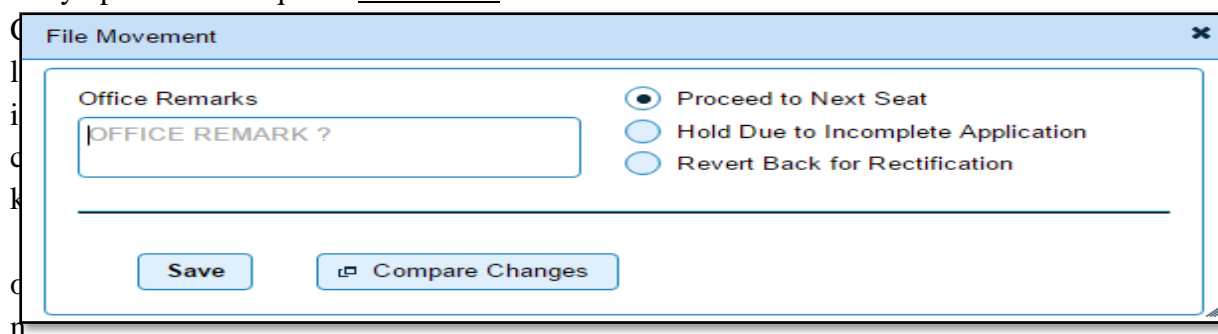 File Movement
Office Remarks
OFFICE REMARK ?
Proceed to Next Seat
Hold Due to Incomplete Application
Revert Back for Rectification
Save
Compare Changes
l
i
c
k